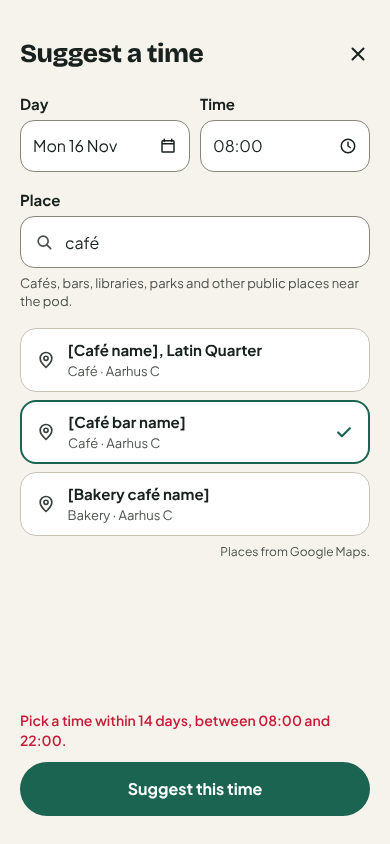 Suggest a time
Day
Time
Mon 16 Nov
08:00
Place
café
Cafés, bars, libraries, parks and other public places near
the pod.
[Café name], Latin Quarter
Café · Aarhus C
[Café bar name]
Café · Aarhus C
[Bakery café name]
Bakery · Aarhus C
Places from Google Maps.
Pick a time within 14 days, between 08:00 and
22:00.
Suggest this time